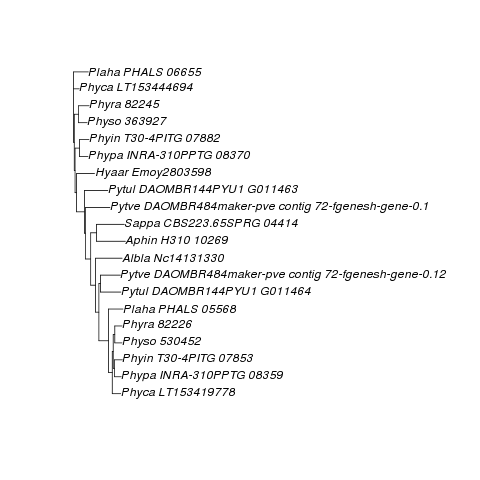 Plaha PHALS 06655
Phyca LT153444694
Phyra 82245
Physo 363927
Phyin T30-4PITG 07882
Phypa INRA-310PPTG 08370
Hyaar Emoy2803598
Pytul DAOMBR144PYU1 G011463
Pytve DAOMBR484maker-pve contig 72-fgenesh-gene-0.1
Sappa CBS223.65SPRG 04414
Aphin H310 10269
Albla Nc14131330
Pytve DAOMBR484maker-pve contig 72-fgenesh-gene-0.12
Pytul DAOMBR144PYU1 G011464
Plaha PHALS 05568
Phyra 82226
Physo 530452
Phyin T30-4PITG 07853
Phypa INRA-310PPTG 08359
Phyca LT153419778